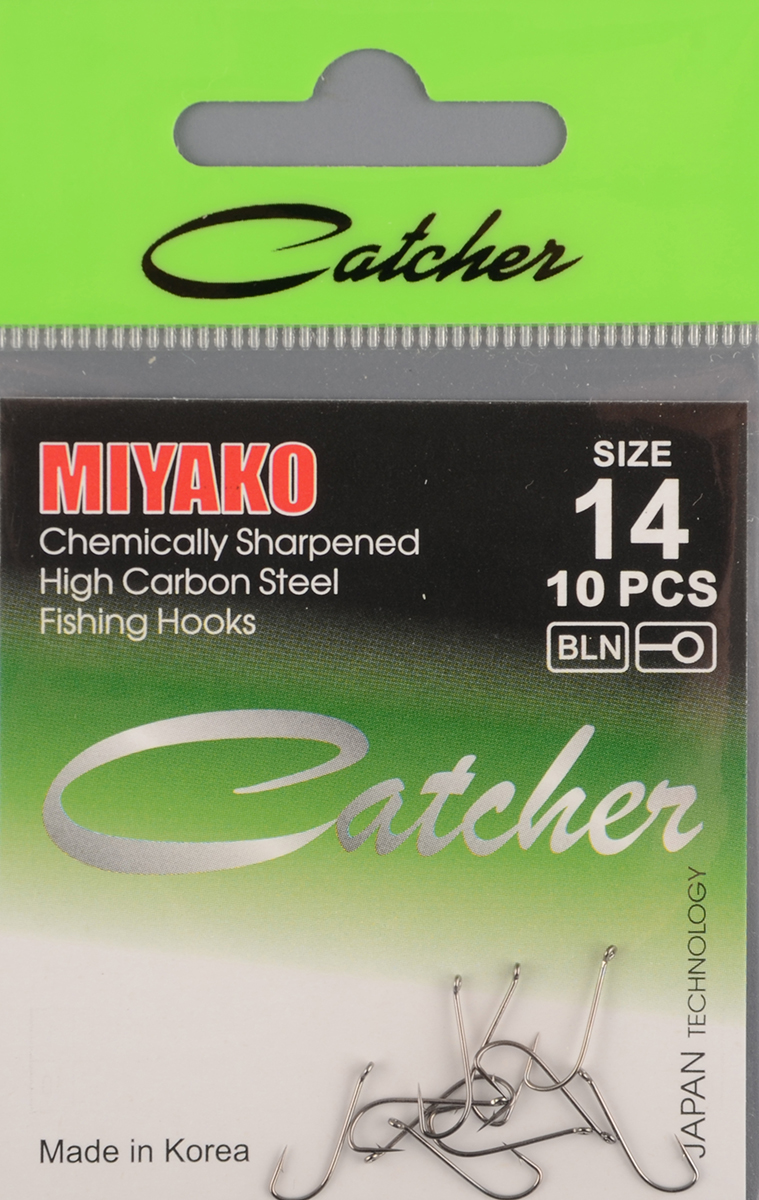 Catcher
MIYAKO
Chemically Sharpened
High Carbon Steel
Fishing Hooks
SIZE
14
10 PCS
BLN
Catcher
JAPAN TECHNOLOGY
Made in Korea